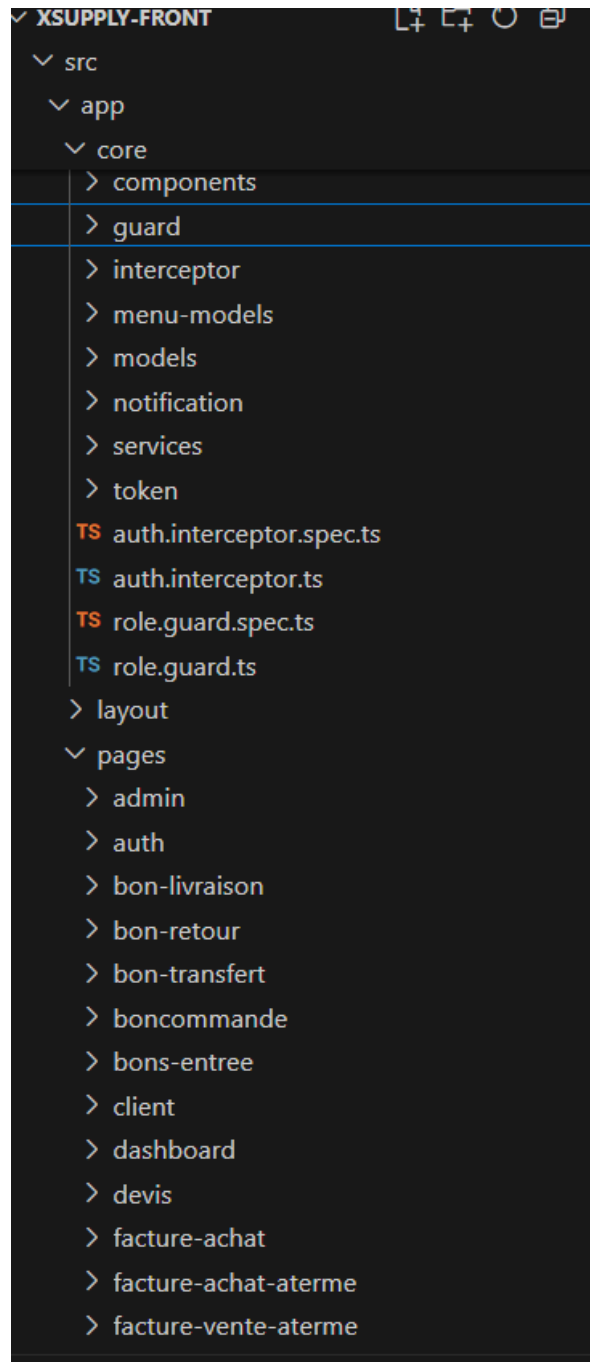 XSUPPLY-FRONT
src
app
core
components
guard
interceptor
menu-models
models
notification
services
token
TS auth.interceptor.spec.ts
TS auth.interceptor.ts
TS role.guard.spec.ts
TS role.guard.ts
layout
pages
admin
auth
bon-livraison
bon-retour
bon-transfert
boncommande
bons-entree
client
dashboard
devis
facture-achat
facture-achat-aterme
facture-vente-aterme